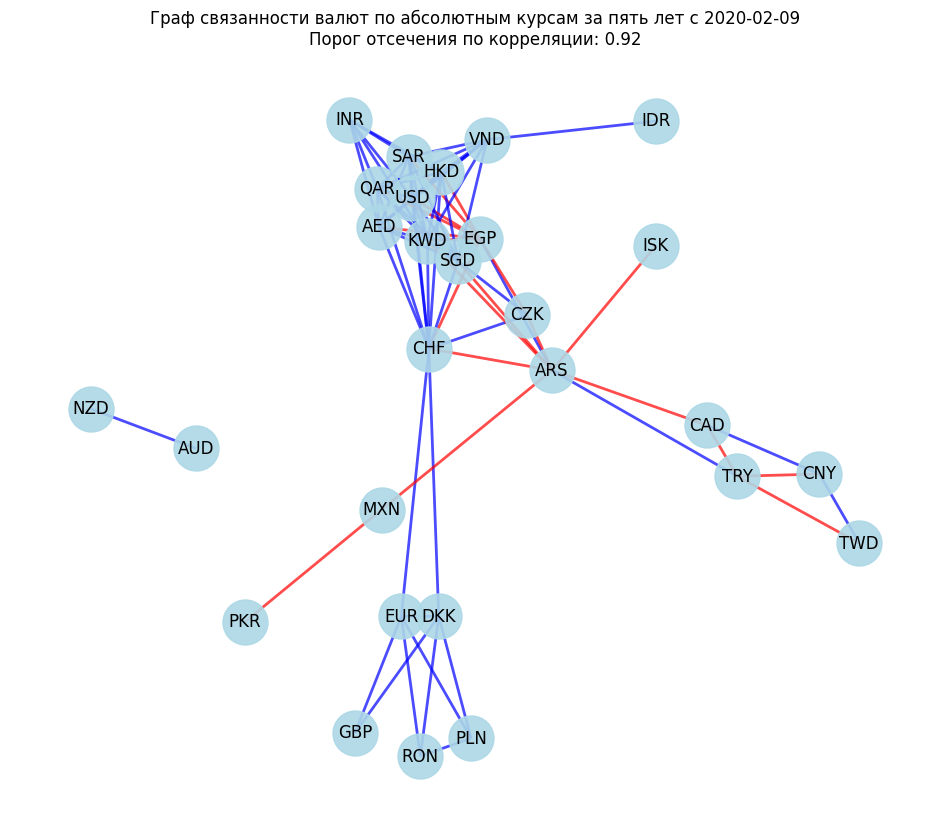 Граф связанности валют по абсолютным курсам за пять лет с 2020-02-09
Порог отсечения по корреляции: 0.92
INR
IDR
VND
SAR
HKD
QAR
USD
AED
KWD
EGP
ISK
SGD
CZK
CHF
ARS
NZD
CAD
AUD
TRY
CNY
MXN
TWD
EUR
DKK
PKR
GBP
PLN
RON